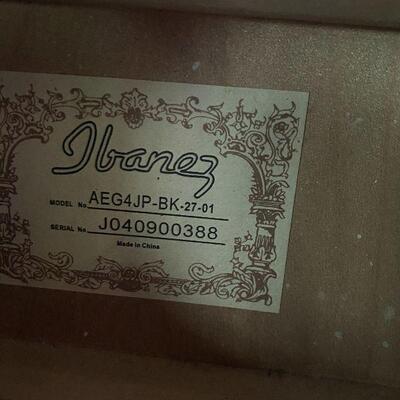 Ibanez
MODEL No. AEG4JP-BK-27-01
SERIAL No. J040900388
Made in China